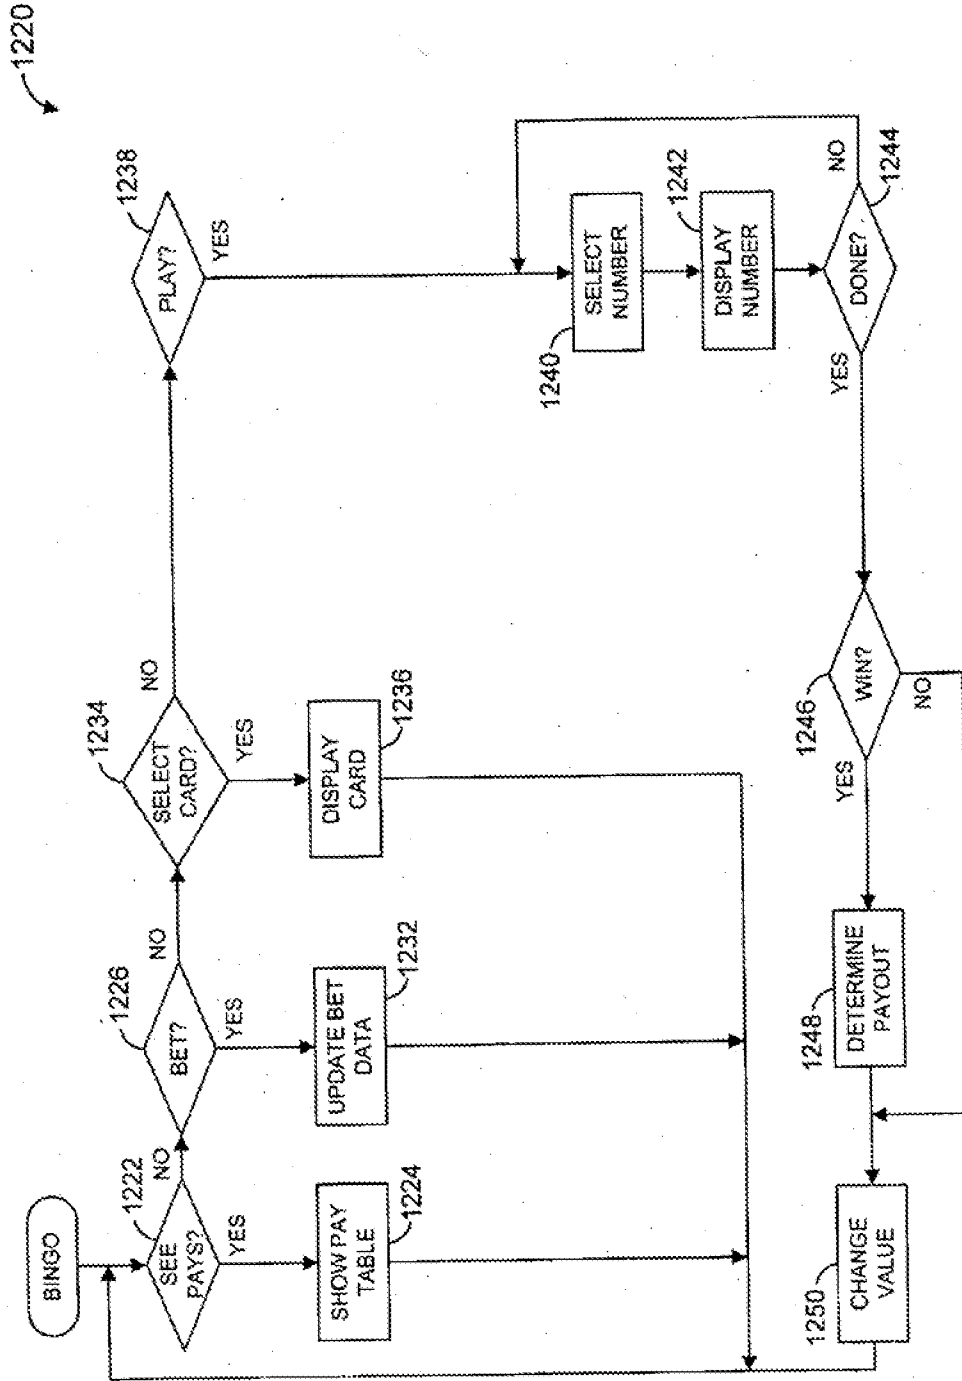 1220
BINGO
1222
SEE
PAYS?
NO
YES
SHOW PAY
TABLE
1224
1226
BET?
NO
YES
UPDATE BET
DATA
1232
1234
SELECT
CARD?
NO
YES
DISPLAY
CARD
1236
1238
PLAY?
YES
1240
SELECT
NUMBER
1242
DISPLAY
NUMBER
DONE?
NO
1244
YES
1246
WIN?
NO
YES
1248
DETERMINE
PAYOUT
1250
CHANGE
VALUE